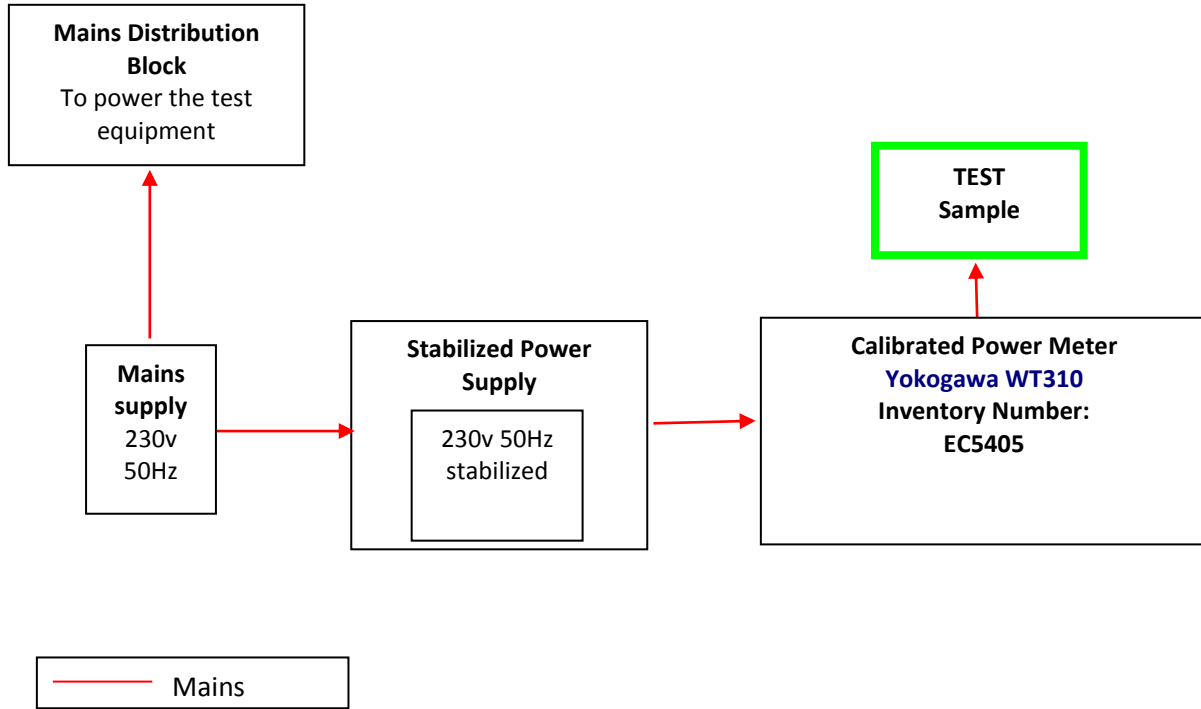 Mains Distribution
Block
To power the test
equipment
TEST
Sample
Mains
supply
230v
50Hz
Stabilized Power
Supply
230v 50Hz
stabilized
Calibrated Power Meter
Yokogawa WT310
Inventory Number:
EC5405
Mains